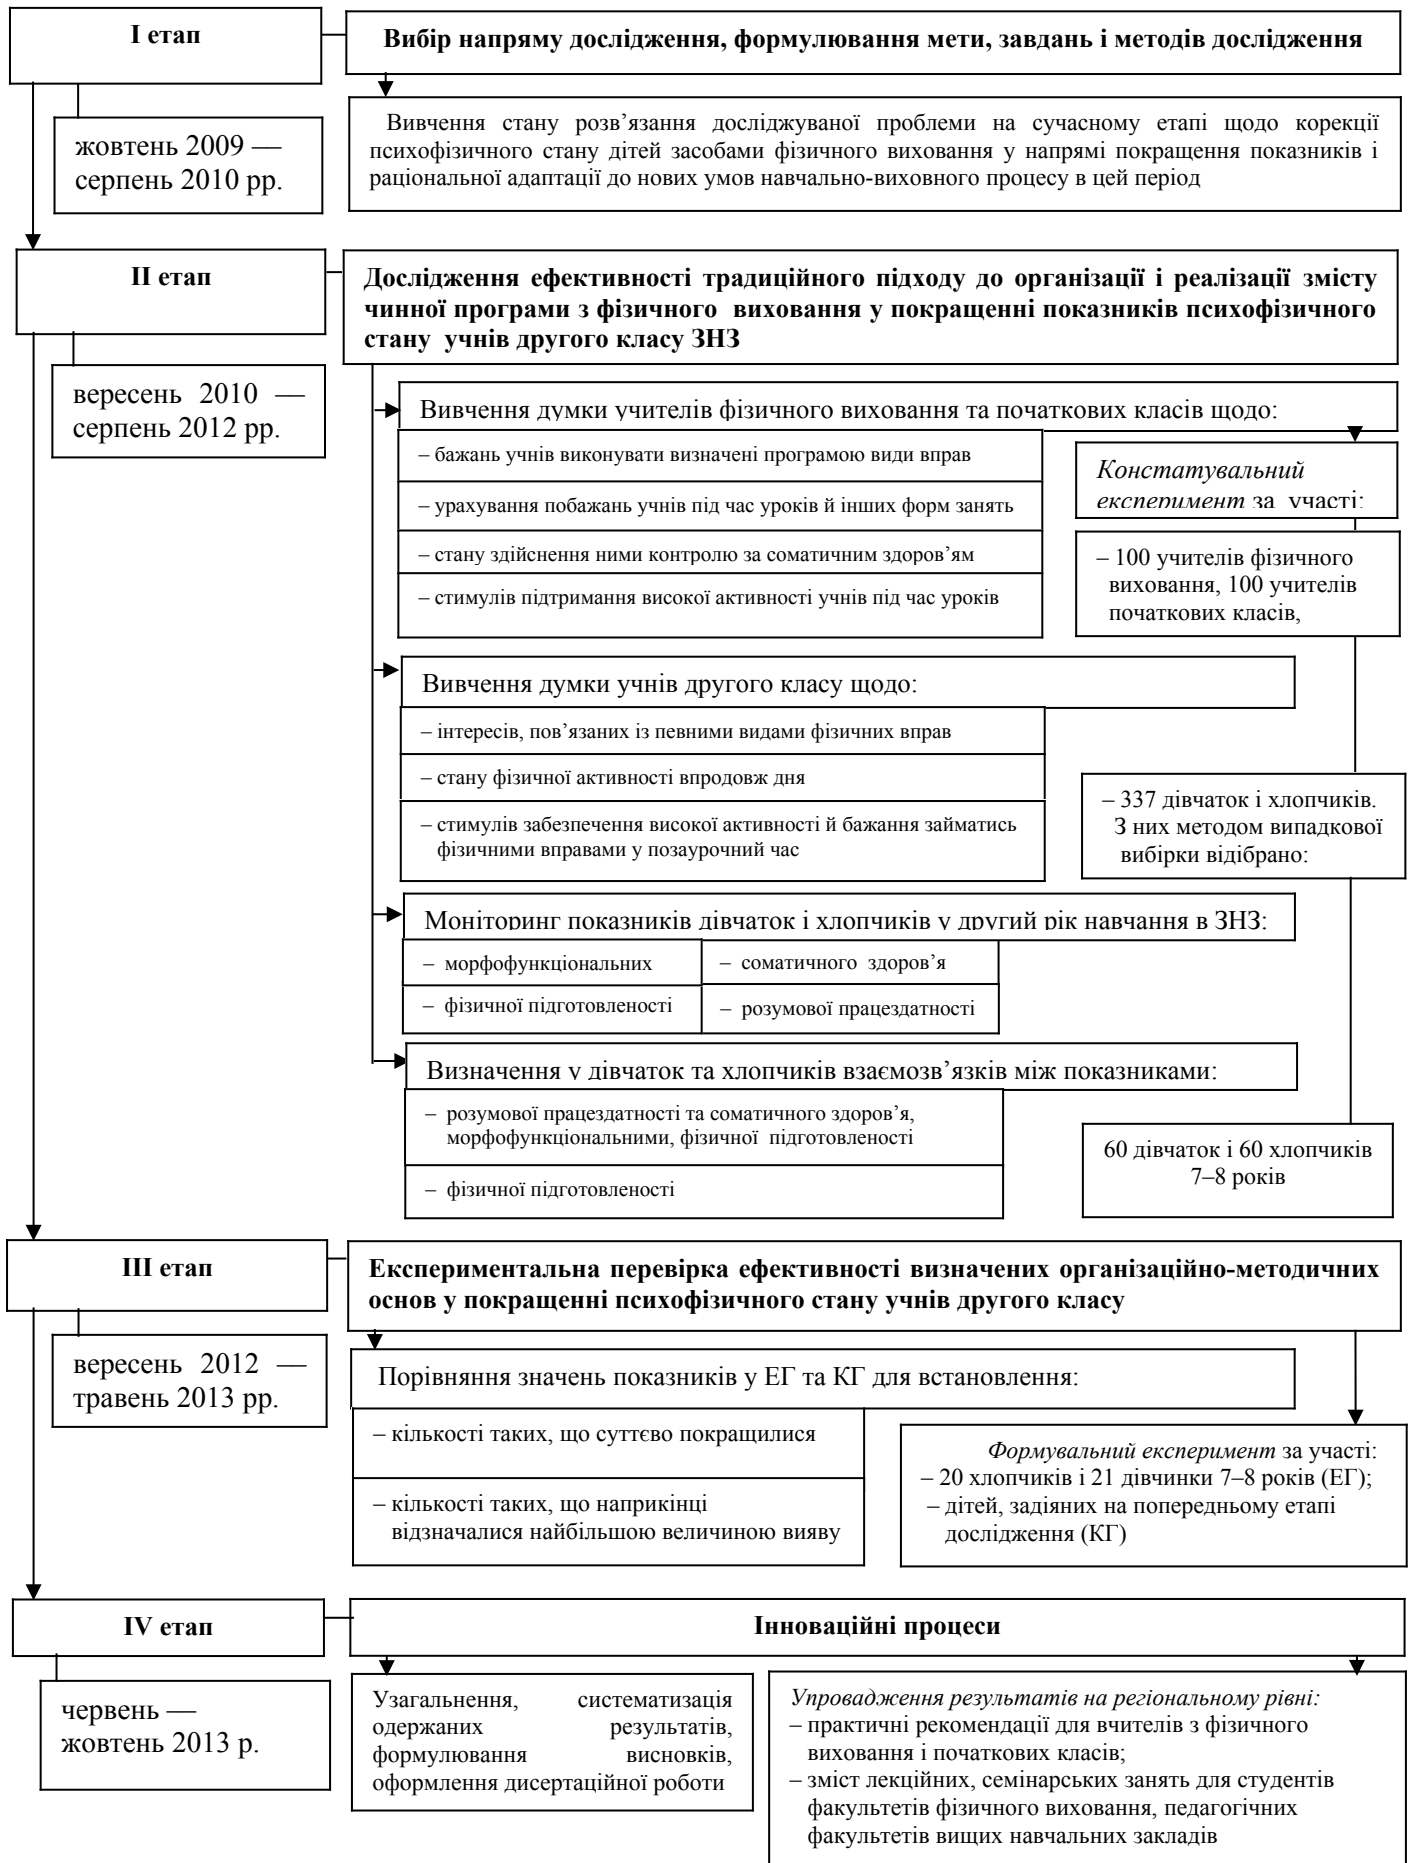 І етап
Вибір напряму дослідження, формулювання мети, завдань і методів дослідження
жовтень 2009 —
серпень 2010 рр.
Вивчення стану розв’язання досліджуваної проблеми на сучасному етапі щодо корекції
психофізичного стану дітей засобами фізичного виховання у напрямі покращення показників і
раціональної адаптації до нових умов навчально-виховного процесу в цей період
ІІ етап
Дослідження ефективності традиційного підходу до організації і реалізації змісту
чинної програми з фізичного виховання у покращенні показників психофізичного
стану учнів другого класу ЗНЗ
вересень 2010 —
серпень 2012 рр.
Вивчення думки учителів фізичного виховання та початкових класів щодо:
– бажань учнів виконувати визначені програмою види вправ
– урахування побажань учнів під час уроків й інших форм занять
– стану здійснення ними контролю за соматичним здоров’ям
– стимулів підтримання високої активності учнів під час уроків
Констатувальний
експеримент за участі:
– 100 учителів фізичного
виховання, 100 учителів
початкових класів,
Вивчення думки учнів другого класу щодо:
– інтересів, пов’язаних із певними видами фізичних вправ
– стану фізичної активності впродовж дня
– стимулів забезпечення високої активності й бажання займатись
фізичними вправами у позаурочний час
– 337 дівчаток і хлопчиків.
З них методом випадкової
вибірки відібрано:
Моніторинг показників дівчаток і хлопчиків у другий рік навчання в ЗНЗ:
– морфофункціональних
– соматичного здоров’я
– фізичної підготовленості
– розумової працездатності
Визначення у дівчаток та хлопчиків взаємозв’язків між показниками:
– розумової працездатності та соматичного здоров’я,
морфофункціональними, фізичної підготовленості
– фізичної підготовленості
60 дівчаток і 60 хлопчиків
7–8 років
ІІІ етап
Експериментальна перевірка ефективності визначених організаційно-методичних
основ у покращенні психофізичного стану учнів другого класу
вересень 2012 —
травень 2013 рр.
Порівняння значень показників у ЕГ та КГ для встановлення:
– кількості таких, що суттєво покращилися
– кількості таких, що наприкінці
відзначалися найбільшою величиною вияву
Формувальний експеримент за участі:
– 20 хлопчиків і 21 дівчинки 7–8 років (ЕГ);
– дітей, задіяних на попередньому етапі
дослідження (КГ)
IV етап
Інноваційні процеси
червень —
жовтень 2013 р.
Узагальнення, систематизація
одержаних результатів,
формулювання висновків,
оформлення дисертаційної роботи
Упровадження результатів на регіональному рівні:
– практичні рекомендації для вчителів з фізичного
виховання і початкових класів;
– зміст лекційних, семінарських занять для студентів
факультетів фізичного виховання, педагогічних
факультетів вищих навчальних закладів